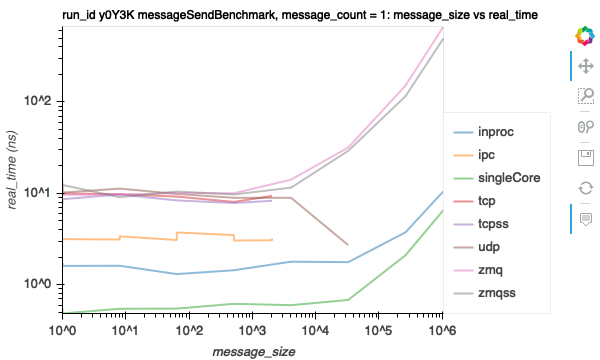 run_id y0Y3K messageSendBenchmark, message_count = 1: message_size vs real_time
real_time (ns)
10^2
10^1
10^0
10^0
10^1
10^2
10^3
10^4
10^5
10^6
message_size
inproc
ipc
singleCore
tcp
tcpss
udp
zmq
zmqss